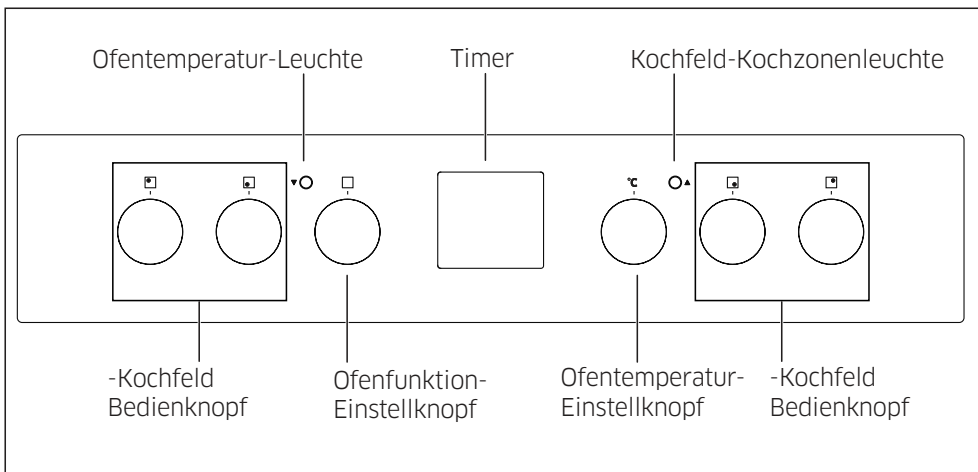 Ofentemperatur-Leuchte
Timer
Kochfeld-Kochzonenleuchte
°C
-Kochfeld
Bedienknopf
Ofenfunktion-
Einstellknopf
Ofentemperatur-
Einstellknopf
-Kochfeld
Bedienknopf